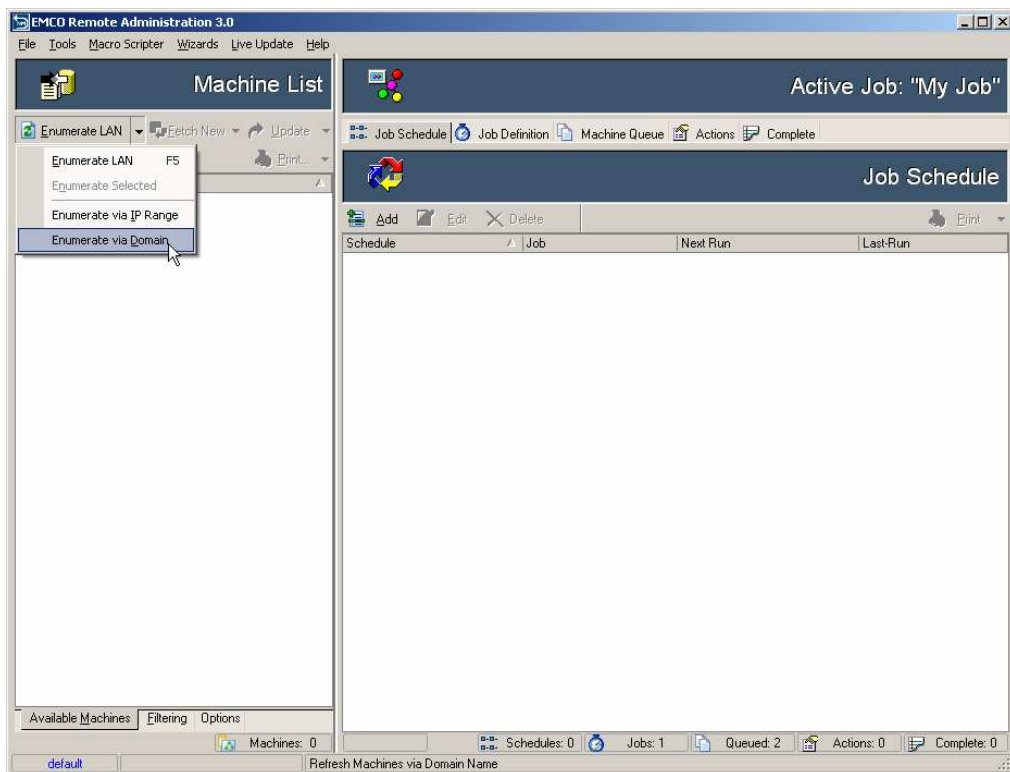 EMCO Remote Administration 3.0
File Tools Macro Scripter Wizards Live Update Help
Machine List
Active Job: "My Job"
Enumerate LAN Fetch New Update
Job Schedule Job Definition Machine Queue Actions Complete
Enumerate LAN F5
Print...
Enumerate Selected
Enumerate via IP Range
Enumerate via Domain
Job Schedule
Add Edit Delete Print
Schedule Job Next Run Last-Run
Available Machines Filtering Options
Machines: 0
Schedules: 0 Jobs: 1 Queued: 2 Actions: 0 Complete: 0
default Refresh Machines via Domain Name